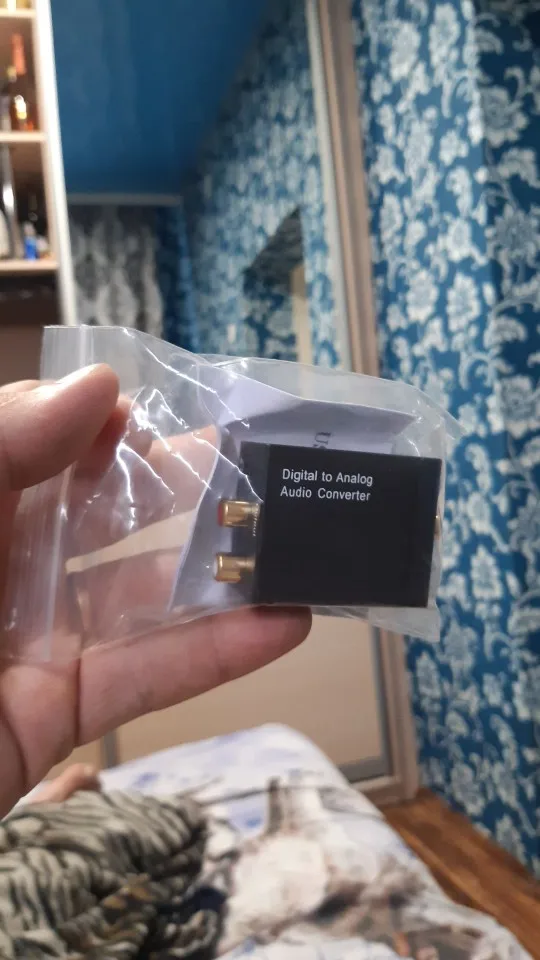 Digital to Analog
Audio Converter